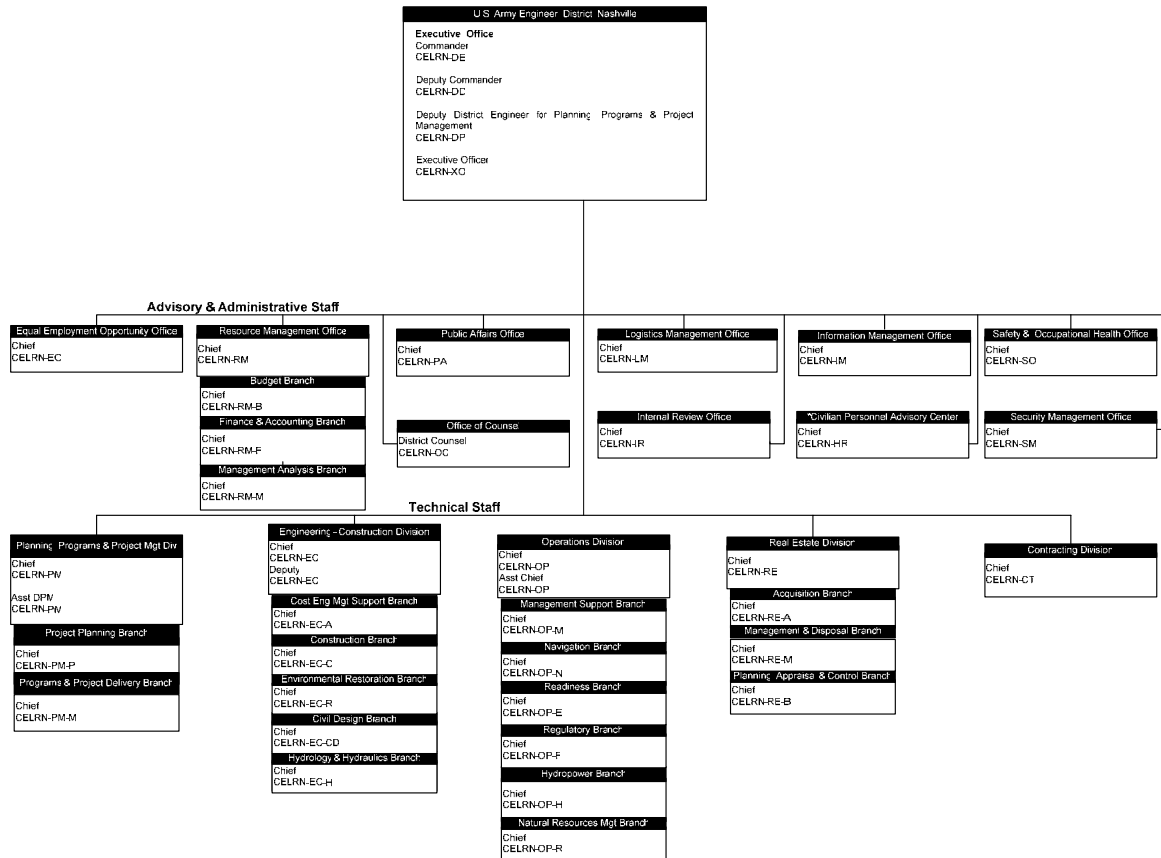 U S Army Engineer District Nashville
Executive Office
Commander
CELRN-DE
Deputy Commander
CELRN-DC
Deputy District Engineer for Planning Programs & Project
Management
CELRN-DP
Executive Officer
CELRN-XO
Advisory & Administrative Staff
Equal Employment Opportunity Office
Chief
CELRN-EC
Resource Management Office
Chief
CELRN-RM
Budget Branch
Chief
CELRN-RM-B
Finance & Accounting Branch
Chief
CELRN-RM-F
Management Analysis Branch
Chief
CELRN-RM-M
Public Affairs Office
Chief
CELRN-PA
Office of Counsel
District Counsel
CELRN-OC
Logistics Management Office
Chief
CELRN-LM
Internal Review Office
Chief
CELRN-IR
Information Management Office
Chief
CELRN-IM
*Civilian Personnel Advisory Center
Chief
CELRN-HR
Safety & Occupational Health Office
Chief
CELRN-SO
Security Management Office
Chief
CELRN-SM
Technical Staff
Planning Programs & Project Mgt Div
Chief
CELRN-PM
Asst DPM
CELRN-PM
Project Planning Branch
Chief
CELRN-PM-P
Programs & Project Delivery Branch
Chief
CELRN-PM-M
Engineering-Construction Division
Chief
CELRN-EC
Deputy
CELRN-EC
Cost Eng Mgt Support Branch
Chief
CELRN-EC-A
Construction Branch
Chief
CELRN-EC-C
Environmental Restoration Branch
Chief
CELRN-EC-R
Civil Design Branch
Chief
CELRN-EC-CD
Hydrology & Hydraulics Branch
Chief
CELRN-EC-H
Operations Division
Chief
CELRN-OP
Asst Chief
CELRN-OP
Management Support Branch
Chief
CELRN-OP-M
Navigation Branch
Chief
CELRN-OP-N
Readiness Branch
Chief
CELRN-OP-E
Regulatory Branch
Chief
CELRN-OP-F
Hydropower Branch
Chief
CELRN-OP-H
Natural Resources Mgt Branch
Chief
CELRN-OP-R
Real Estate Division
Chief
CELRN-RE
Acquisition Branch
Chief
CELRN-RE-A
Management & Disposal Branch
Chief
CELRN-RE-M
Planning Appraisal & Control Branch
Chief
CELRN-RE-B
Contracting Division
Chief
CELRN-CT